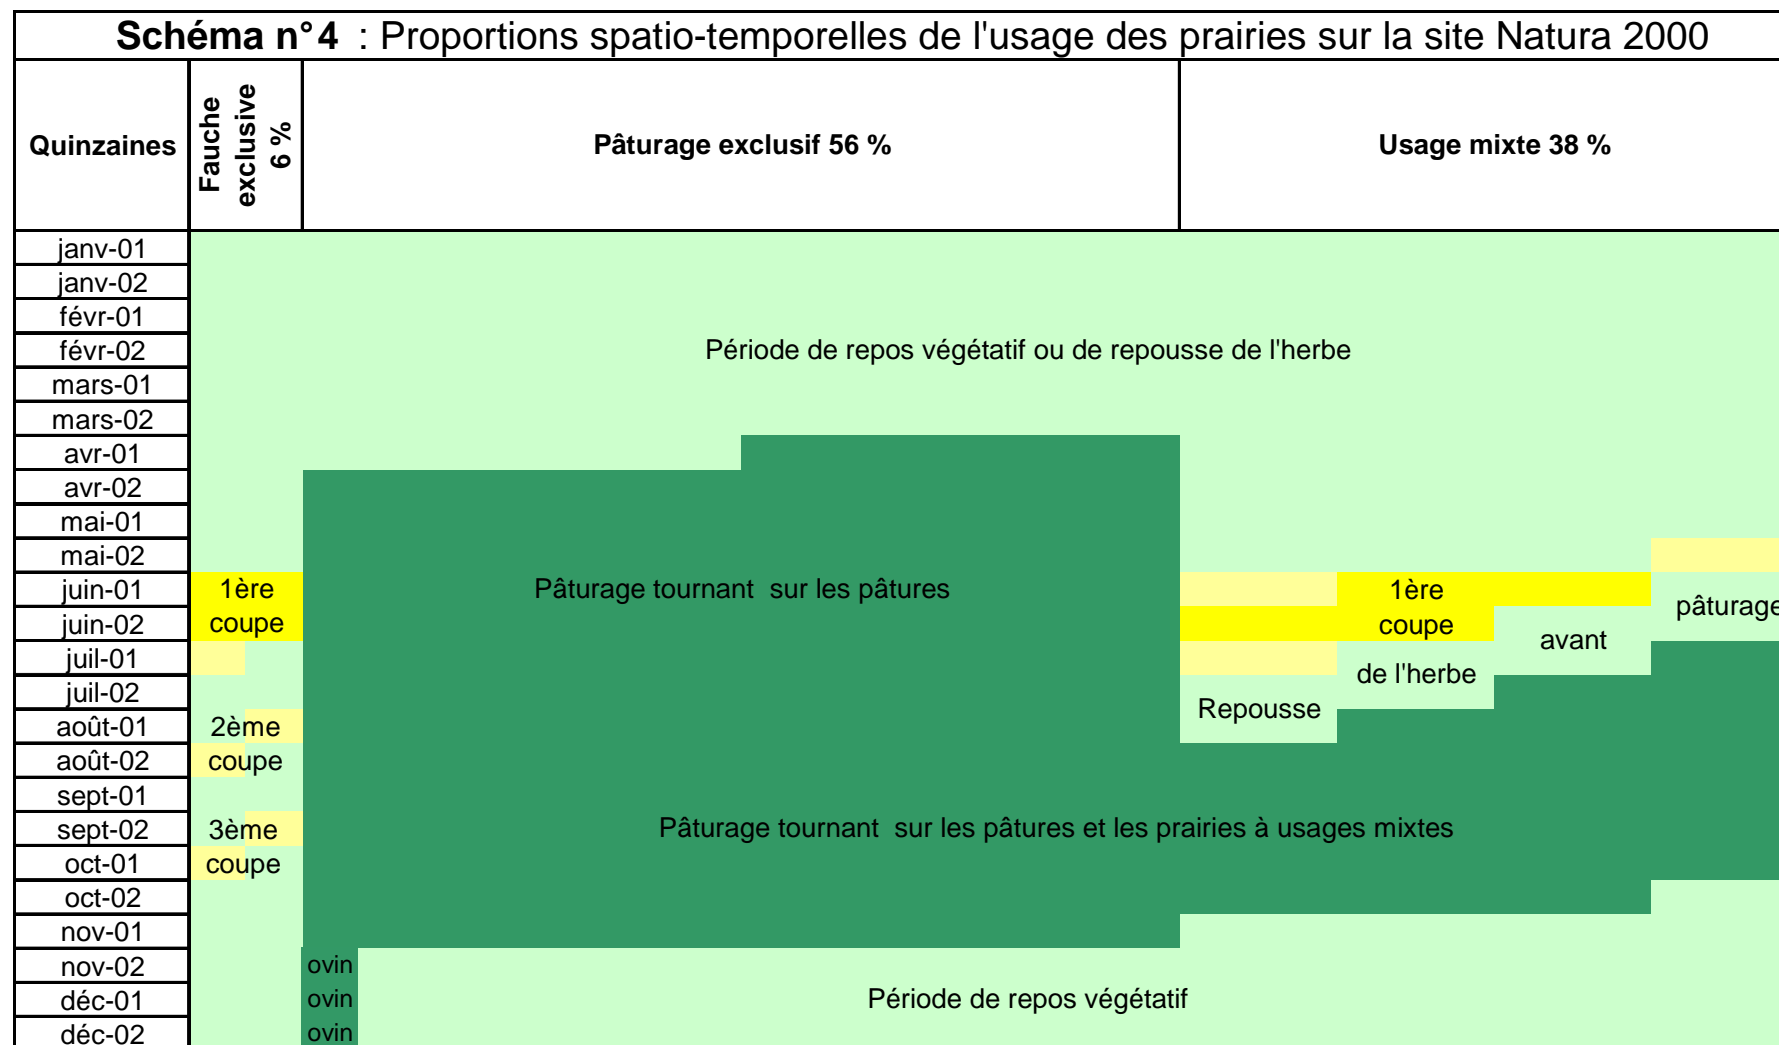 Schéma n°4 : Proportions spatio-temporelles de l'usage des prairies sur la site Natura 2000
Quinzaines
Fauche
exclusive
6 %
Pâturage exclusif 56 %
Usage mixte 38 %
janv-01
janv-02
févr-01
févr-02
Période de repos végétatif ou de repousse de l'herbe
mars-01
mars-02
avr-01
avr-02
mai-01
mai-02
juin-01
1ère
Pâturage tournant sur les pâtures
1ère
juin-02
coupe
coupe
pâturage
juil-01
avant
juil-02
de l'herbe
Repousse
août-01
2ème
août-02
coupe
sept-01
sept-02
3ème
Pâturage tournant sur les pâtures et les prairies à usages mixtes
oct-01
coupe
oct-02
nov-01
nov-02
ovin
déc-01
ovin
Période de repos végétatif
déc-02
ovin